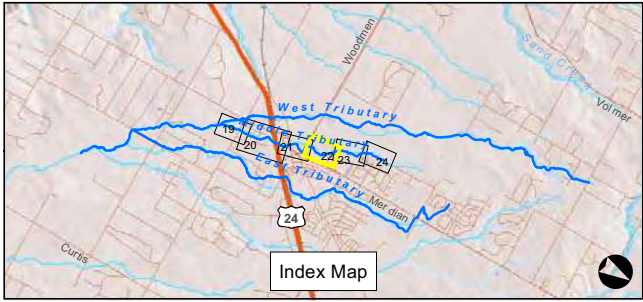 Woodmen
Sand Creek
Volmer
West Tributary
Middle Tributary
19
20
21
22
23
24
East Tributary
Meridian
24
Curtis
Index Map